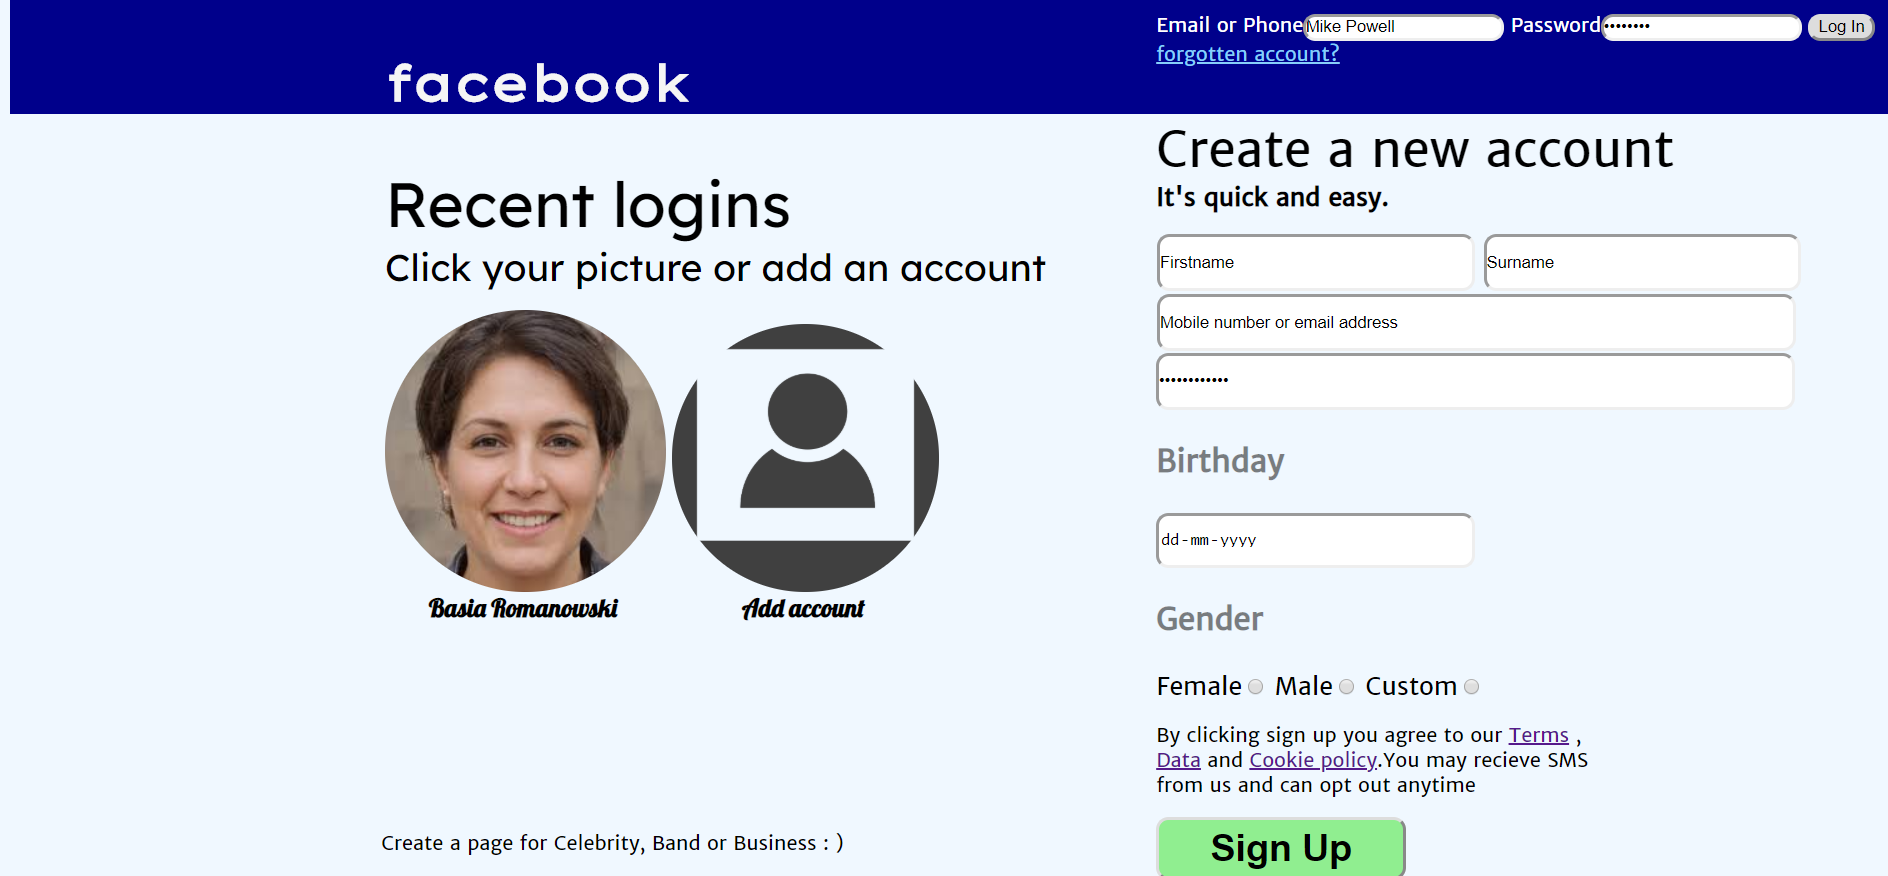 Email or Phone Mike Powell Password •••••••• Log In
forgotten account?
facebook
Create a new account
It's quick and easy.
Recent logins
Click your picture or add an account
Basia Romanowski Add account
Firstname Surname
Mobile number or email address
••••••••••••
Birthday
dd-mm-yyyy
Gender
Female Male Custom
By clicking sign up you agree to our Terms ,
Data and Cookie policy.You may recieve SMS
from us and can opt out anytime
Sign Up
Create a page for Celebrity, Band or Business : )